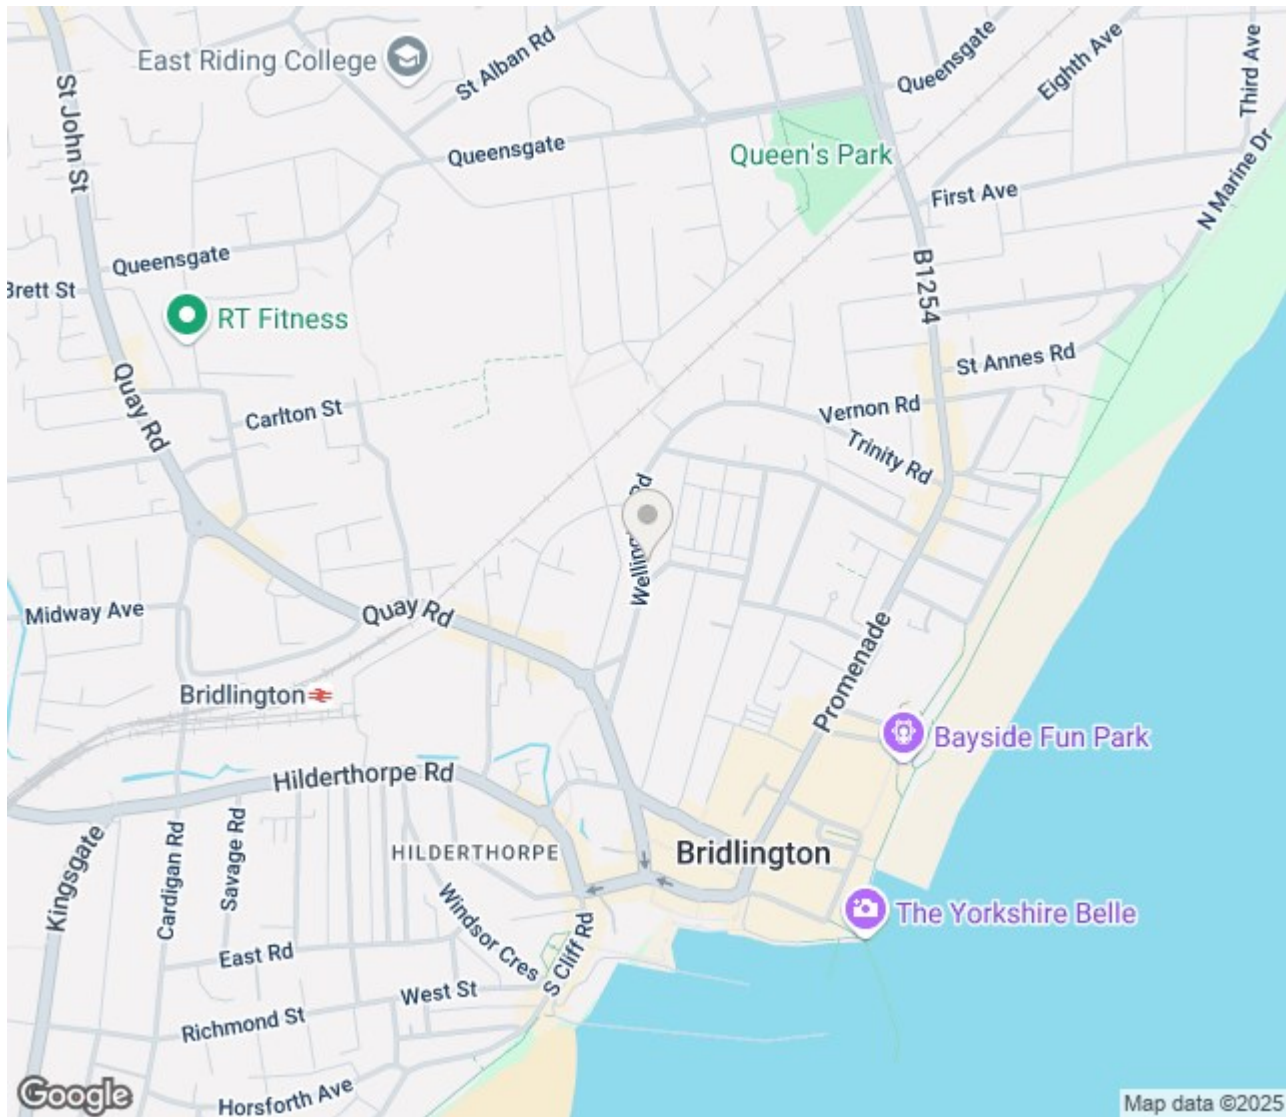 East Riding College
St Alban Rd
Queensgate
Eighth Ave
Third Ave
St John St
Queensgate
Queen's Park
First Ave
N Marine Dr
Queensgate
Brett St
B1254
RT Fitness
St Annes Rd
Quay Rd
Carlton St
Vernon Rd
Trinity Rd
Midway Ave
Quay Rd
Promenade
Bridlington
Bayside Fun Park
Hilderthorpe Rd
Kingsgate
Cardigan Rd
Savage Rd
HILDERTHORPE
Bridlington
Windsor Cres
The Yorkshire Belle
East Rd
S Cliff Rd
West St
Richmond St
Horsforth Ave
Google
Map data ©2025